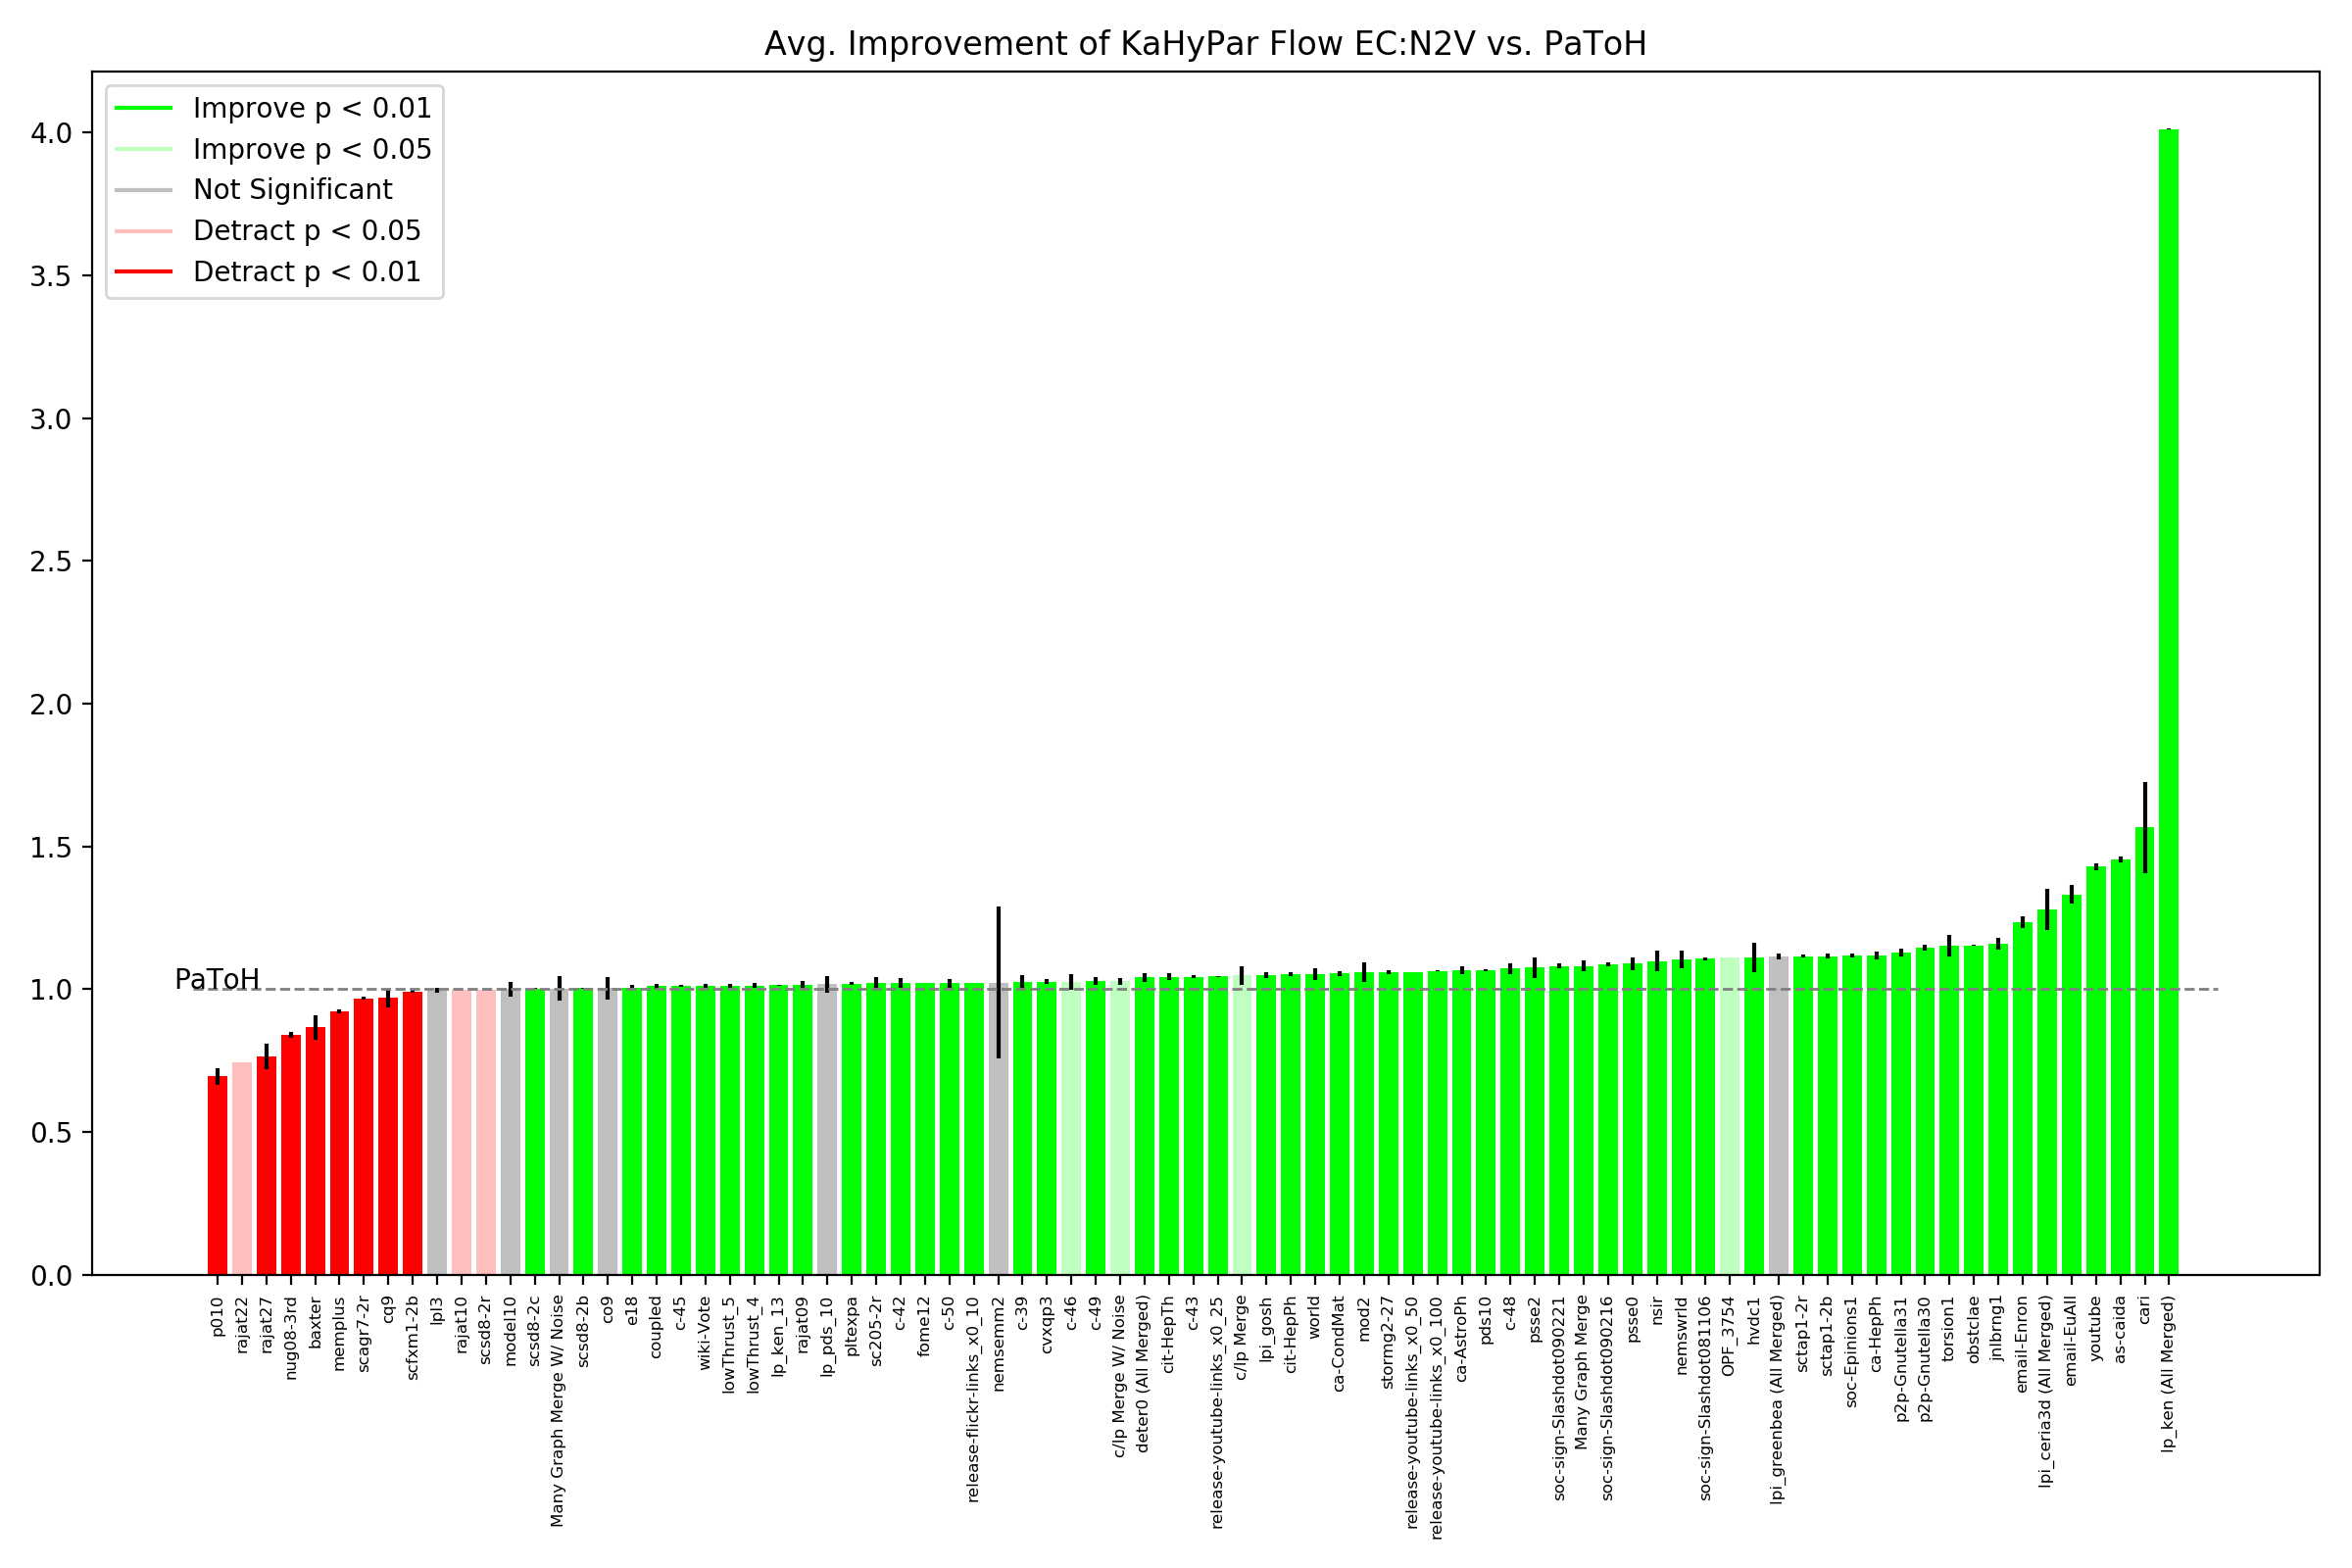 Avg. Improvement of KaHyPar Flow EC:N2V vs. PaToH
Improve p < 0.01
Improve p < 0.05
Not Significant
Detract p < 0.05
Detract p < 0.01
4.0
3.5
3.0
2.5
2.0
1.5
1.0
0.5
0.0
PaToH
p010
rajat22
rajat27
nug08-3rd
baxter
memplus
scagr7-2r
cq9
scfxm1-2b
lpl3
rajat10
scsd8-2r
model10
scsd8-2c
Many Graph Merge W/ Noise
scsd8-2b
co9
e18
coupled
c-45
wiki-Vote
lowThrust_5
lowThrust_4
lp_ken_13
rajat09
lp_pds_10
pltexpa
sc205-2r
c-42
fome12
c-50
release-flickr-links_x0_10
nemsemm2
c-39
cvxqp3
c-46
c-49
c/lp Merge W/ Noise
deter0 (All Merged)
cit-HepTh
c-43
release-youtube-links_x0_25
c/lp Merge
lpi_gosh
cit-HepPh
world
ca-CondMat
mod2
stormg2-27
release-youtube-links_x0_50
release-youtube-links_x0_100
ca-AstroPh
pds10
c-48
psse2
soc-sign-Slashdot090221
Many Graph Merge
soc-sign-Slashdot090216
psse0
nsir
nemswrld
soc-sign-Slashdot081106
OPF_3754
hvdc1
lpi_greenbea (All Merged)
sctap1-2r
sctap1-2b
soc-Epinions1
ca-HepPh
p2p-Gnutella31
p2p-Gnutella30
torsion1
obstclae
jnlbrng1
email-Enron
lpi_ceria3d (All Merged)
email-EuAll
youtube
as-caida
cari
lp_ken (All Merged)